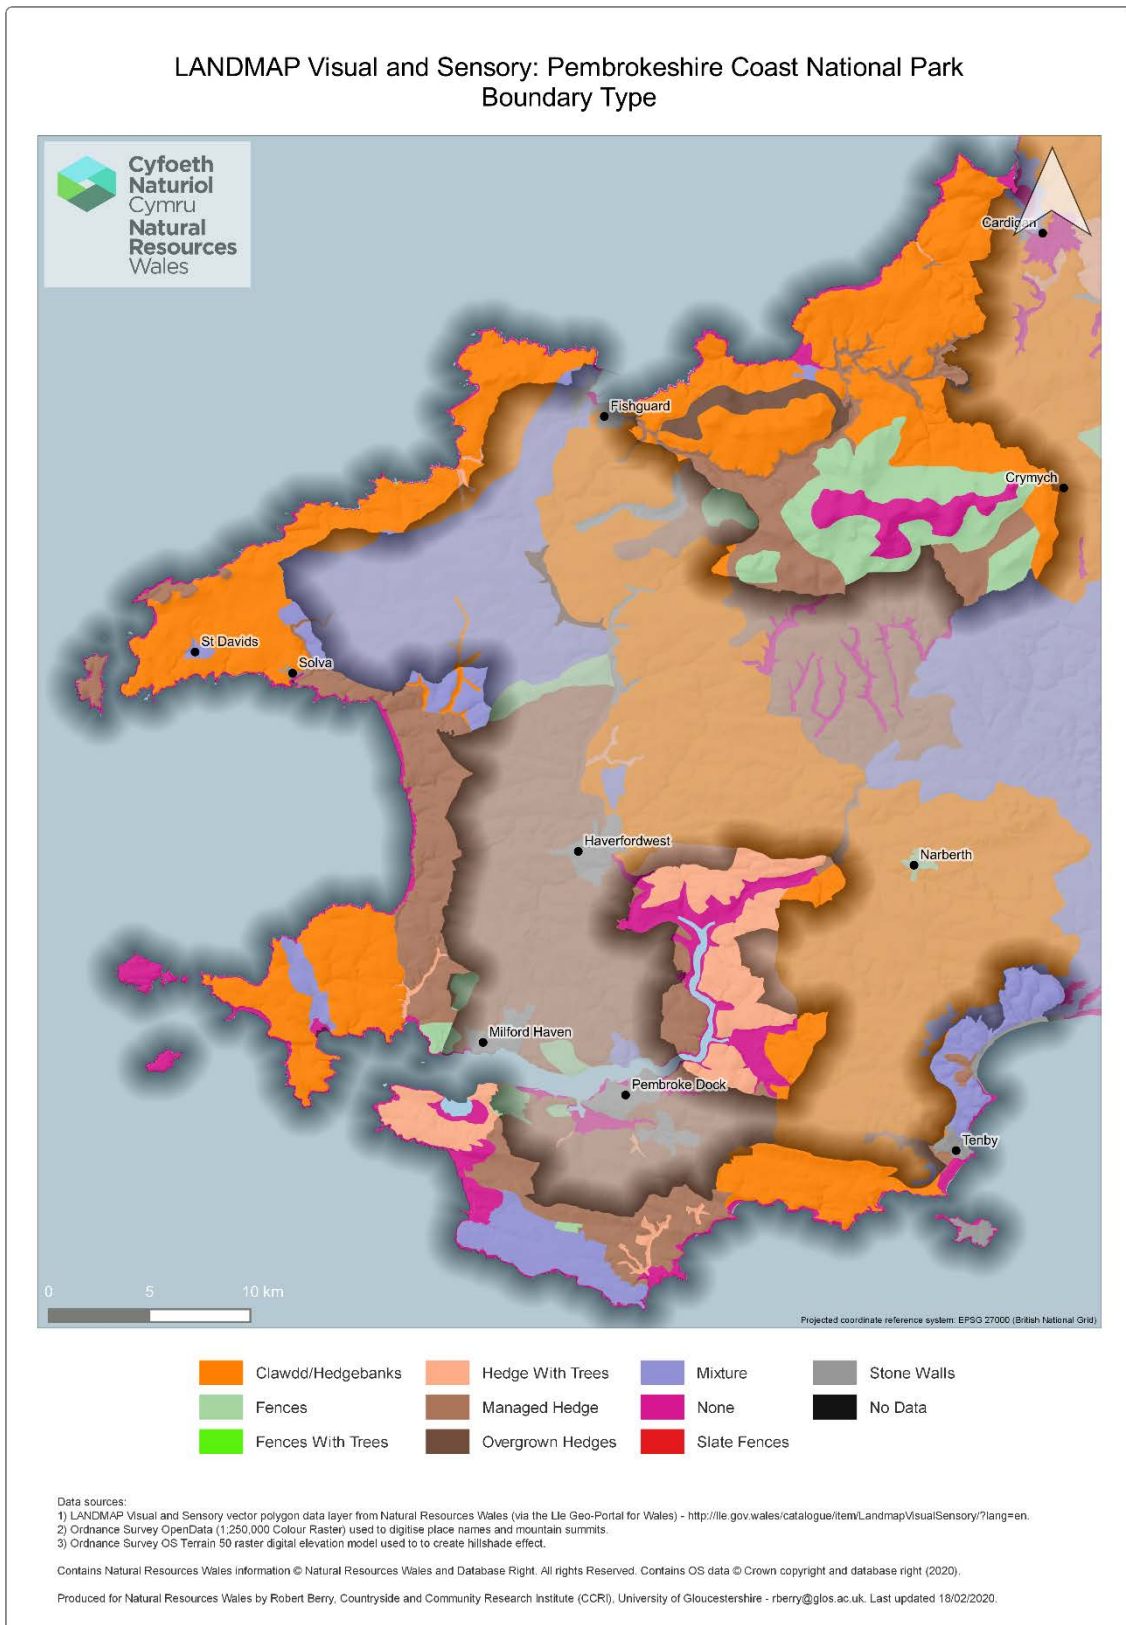 LANDMAP Visual and Sensory: Pembrokeshire Coast National Park
Boundary Type
Cyfoeth
Naturiol
Cymru
Natural
Resources
Wales
Cardigan
Fishguard
Crymych
St Davids
Solva
Haverfordwest
Narberth
Milford Haven
Pembroke Dock
Tenby
0 5 10 km
Projected coordinate reference system: EPSG 27000 (British National Grid)
Clawdd/Hedgebanks Hedge With Trees Mixture Stone Walls
Fences Managed Hedge None No Data
Fences With Trees Overgrown Hedges Slate Fences
Data sources:
1) LANDMAP Visual and Sensory vector polygon data layer from Natural Resources Wales (via the Lle Geo-Portal for Wales) - http://lle.gov.wales/catalogue/item/LandmapVisualSensory/?lang=en.
2) Ordnance Survey OpenData (1;250,000 Colour Raster) used to digitise place names and mountain summits.
3) Ordnance Survey OS Terrain 50 raster digital elevation model used to to create hillshade effect.
Contains Natural Resources Wales information © Natural Resources Wales and Database Right. All rights Reserved. Contains OS data © Crown copyright and database right (2020).
Produced for Natural Resources Wales by Robert Berry, Countryside and Community Research Institute (CCRI), University of Gloucestershire - rberry@glos.ac.uk. Last updated 18/02/2020.